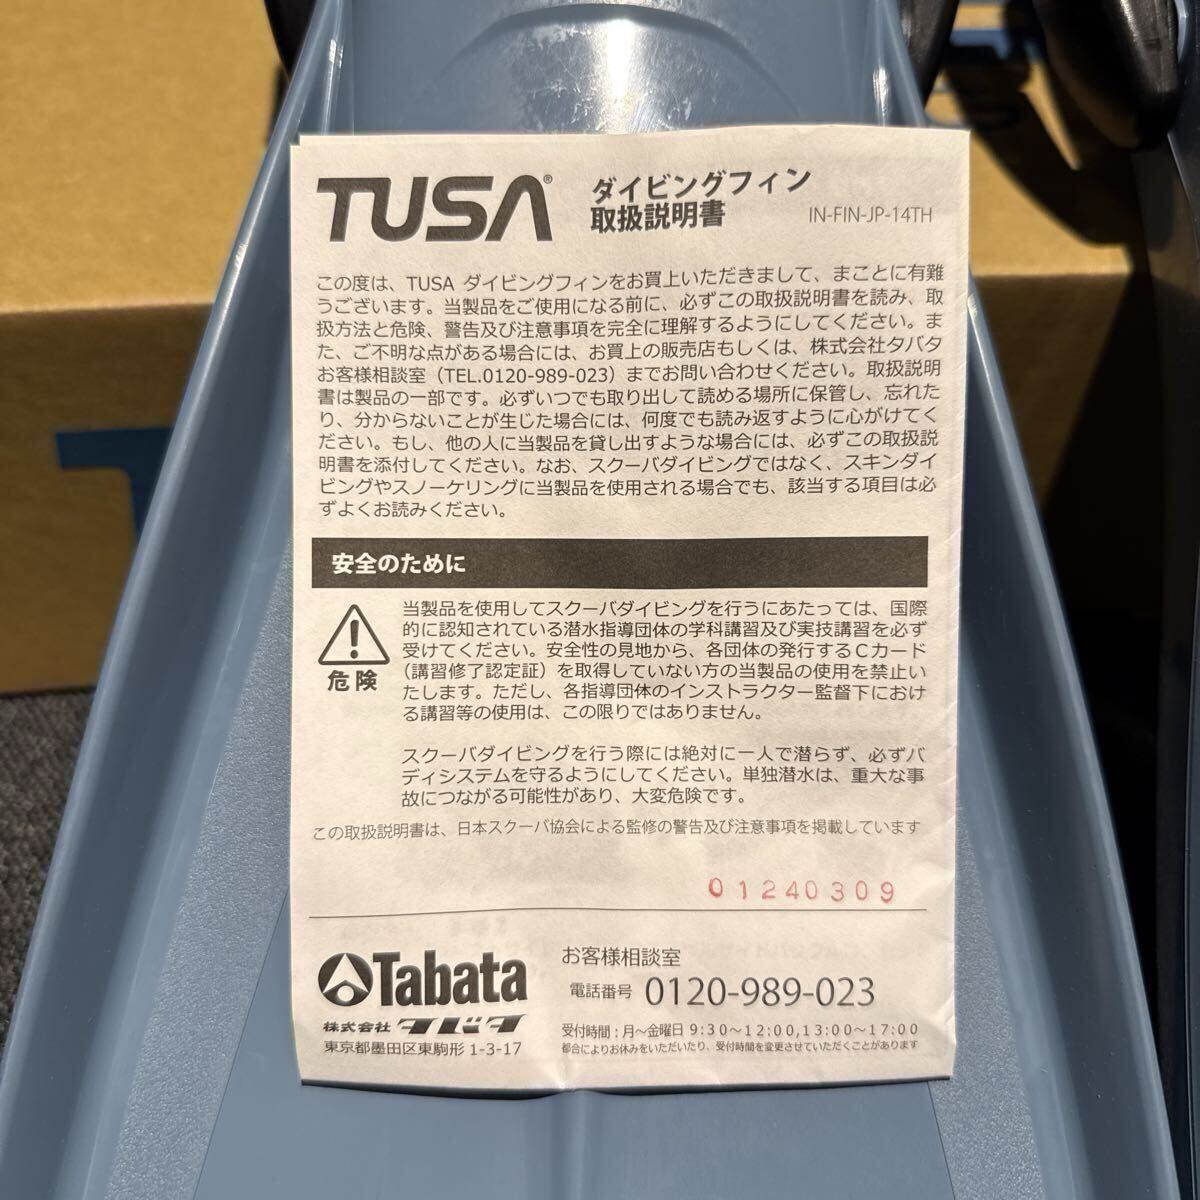 TUSA®
ダイビングフィン
取扱説明書
IN-FIN-JP-14TH
この度は、TUSA ダイビングフィンをお買上いただきまして、まことに有難
うございます。当製品をご使用になる前に、必ずこの取扱説明書を読み、取
扱方法と危険、警告及び注意事項を完全に理解するようにしてください。ま
た、ご不明な点がある場合には、お買上の販売店もしくは、株式会社タバタ
お客様相談室（TEL.0120-989-023）までお問い合わせください。取扱説明
書は製品の一部です。必ずいつでも取り出して読める場所に保管し、忘れた
り、分からないことが生じた場合には、何度でも読み返すように心がけてく
ださい。もし、他の人に当製品を貸し出すような場合には、必ずこの取扱説
明書を添付してください。なお、スクーバダイビングではなく、スキンダイ
ビングやスノーケリングに当製品を使用される場合でも、該当する項目は必
ずよくお読みください。
安全のために
危険
当製品を使用してスクーバダイビングを行うにあたっては、国際
的に認知されている潜水指導団体の学科講習及び実技講習を必ず
受けてください。安全性の見地から、各団体の発行するCカード
（講習修了認定証）を取得していない方の当製品の使用を禁止い
たします。ただし、各指導団体のインストラクター監督下におけ
る講習等の使用は、この限りではありません。
スクーバダイビングを行う際には絶対に一人で潜らず、必ずバ
ディシステムを守るようにしてください。単独潜水は、重大な事
故につながる可能性があり、大変危険です。
この取扱説明書は、日本スクーバ協会による監修の警告及び注意事項を掲載しています
01240309
Tabata
株式会社 タバタ
東京都墨田区東駒形 1-3-17
お客様相談室
電話番号 0120-989-023
受付時間：月～金曜日 9:30～12:00,13:00～17:00
都合によりお休みをいただいたり、受付時間を変更させていただくことがあります